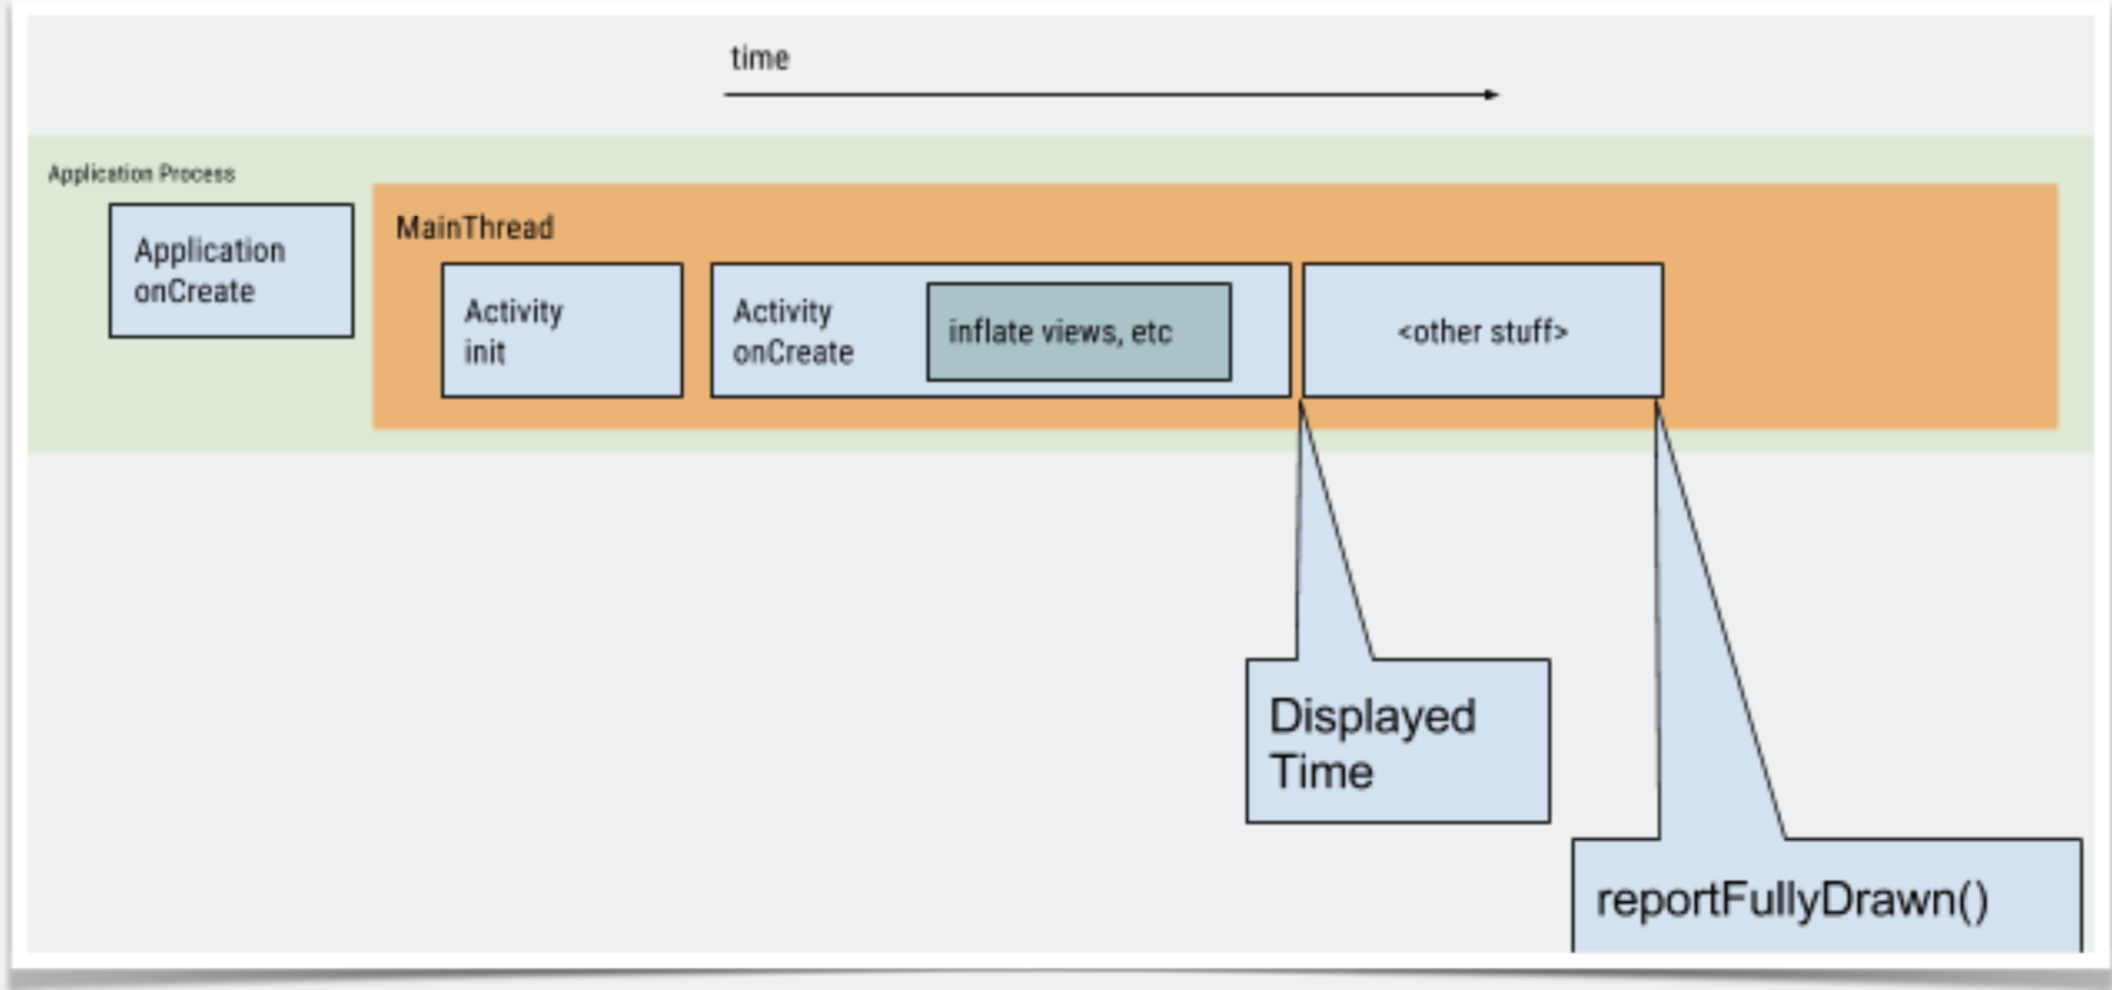 time
Application Process
Application
onCreate
MainThread
Activity
init
Activity
onCreate
inflate views, etc
<other stuff>
Displayed
Time
reportFullyDrawn()